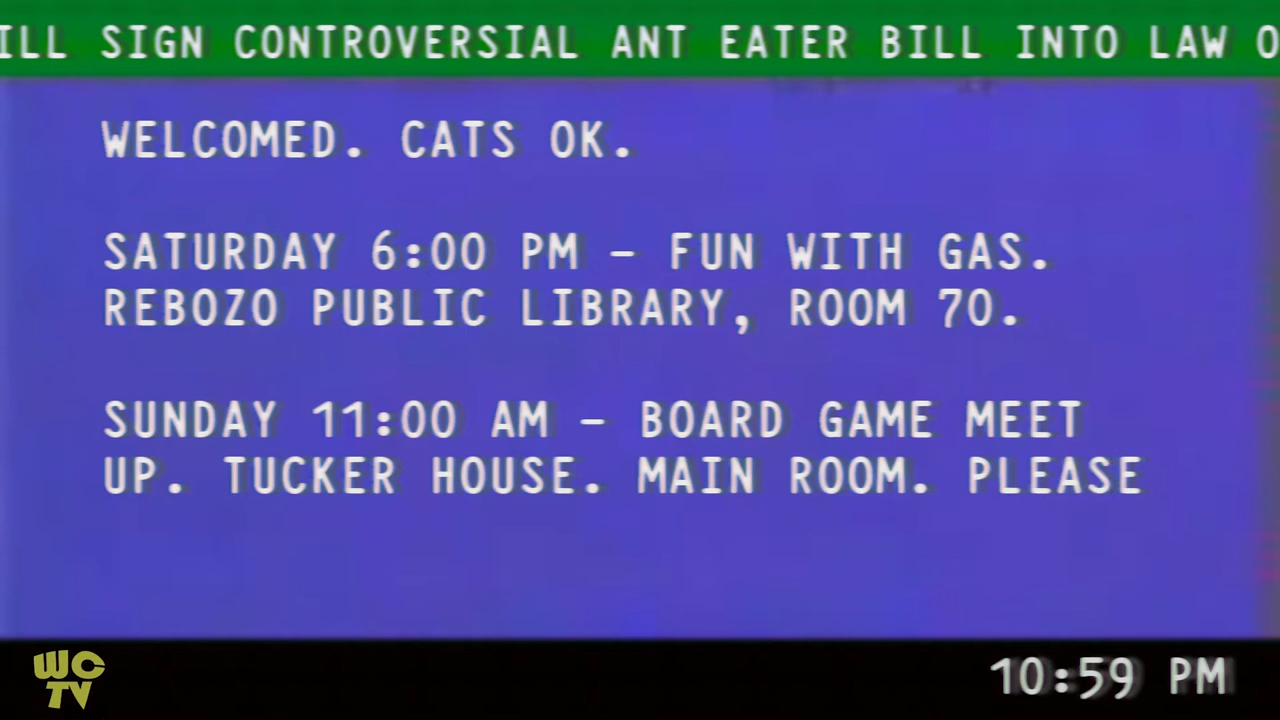 ILL SIGN CONTROVERSIAL ANT EATER BILL INTO LAW O
WELCOMED. CATS OK.
SATURDAY 6:00 PM – FUN WITH GAS.
REBOZO PUBLIC LIBRARY, ROOM 70.
SUNDAY 11:00 AM – BOARD GAME MEET
UP. TUCKER HOUSE. MAIN ROOM. PLEASE
WC
TV
10:59 PM